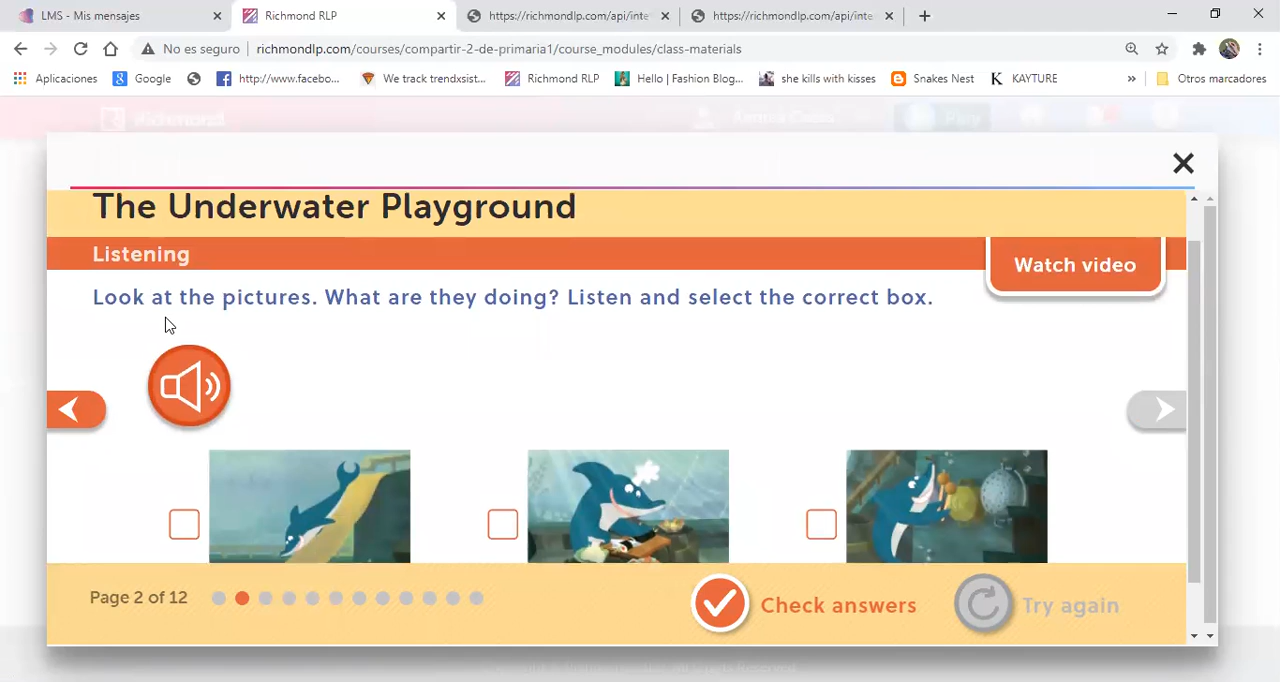 LMS - Mis mensajes
Richmond RLP
https://richmondlp.com/api/inte
https://richmondlp.com/api/inte
No es seguro richmondlp.com/courses/compartir-2-de-primaria1/course_modules/class-materials
Aplicaciones Google http://www.facebo... We track trendxsist... Richmond RLP Hello | Fashion Bog... she kills with kisses Snakes Nest KAYTURE » Otros marcadores
Richmond
Play
The Underwater Playground
Listening
Watch video
Look at the pictures. What are they doing? Listen and select the correct box.
Page 2 of 12
Check answers
Try again